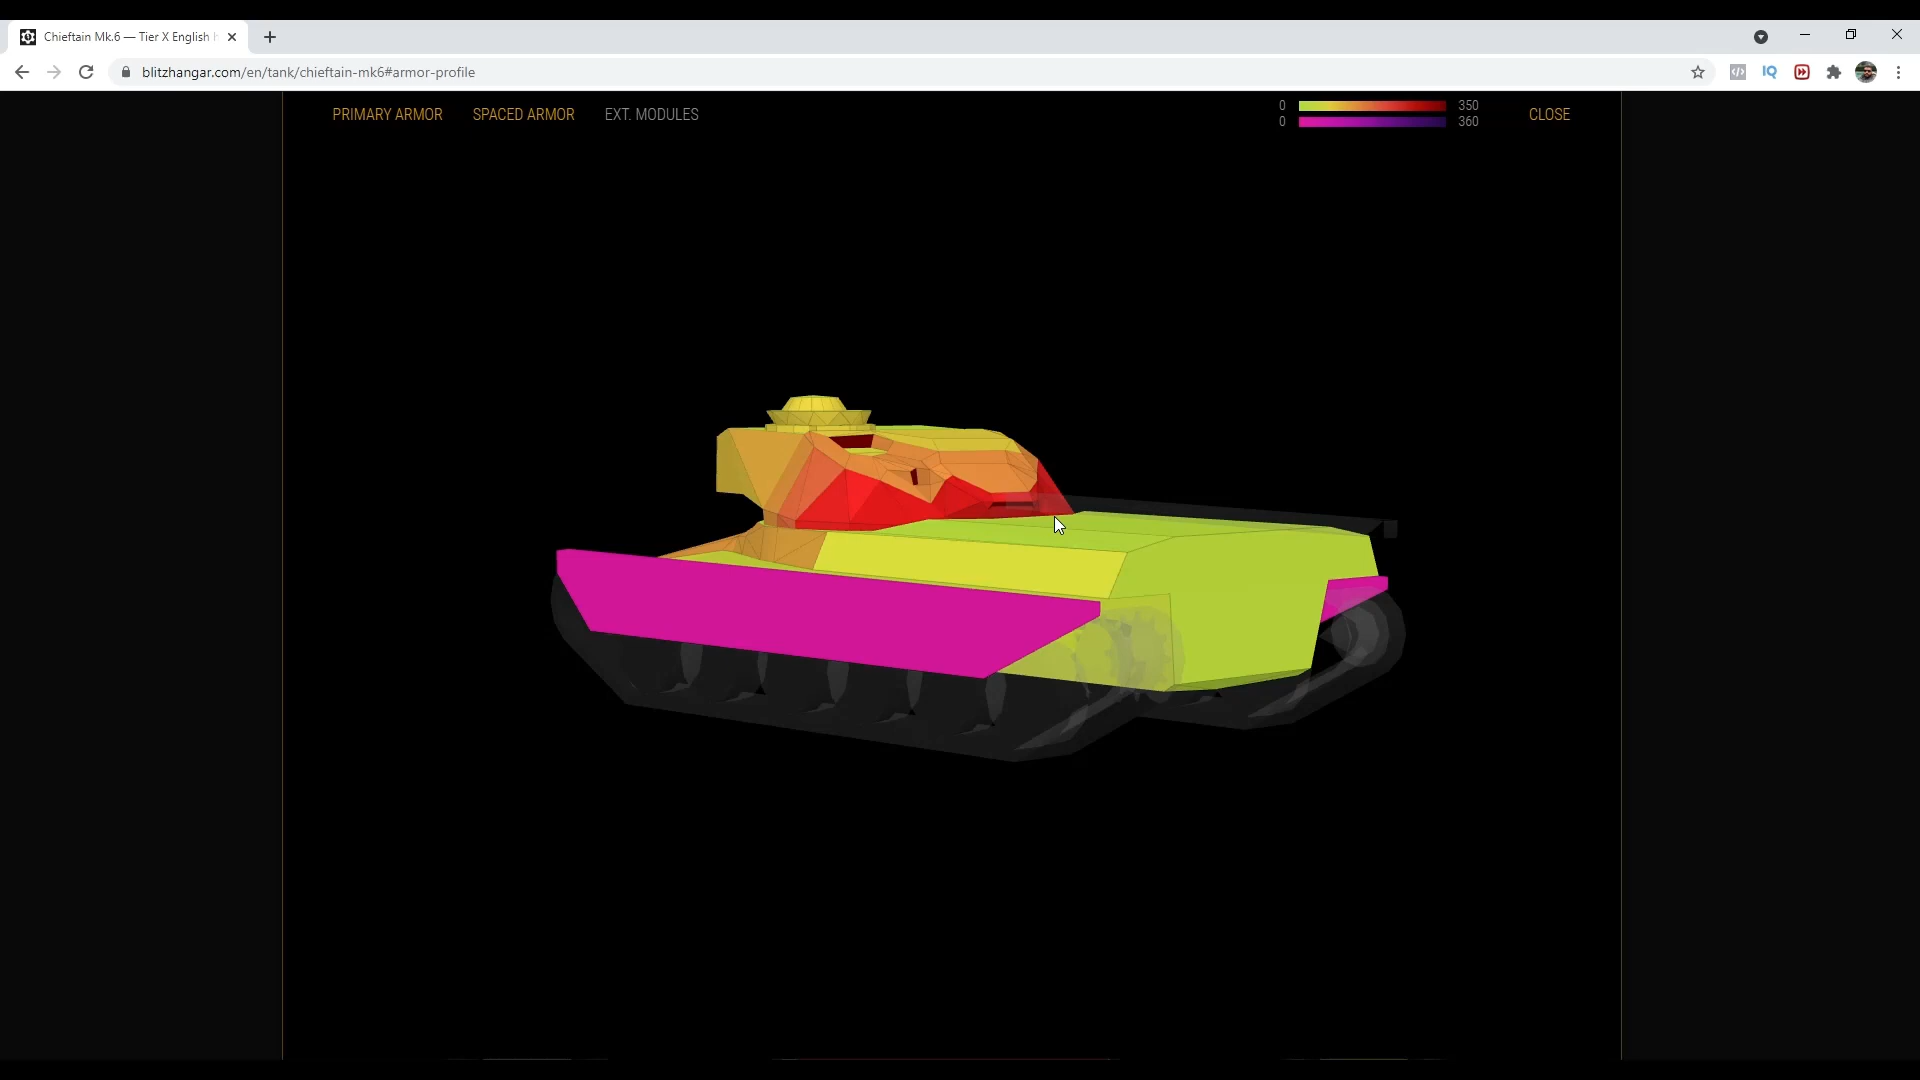 Chieftain Mk.6 — Tier X English h
blitzhangar.com/en/tank/chieftain-mk6#armor-profile
IQ
PRIMARY ARMOR SPACED ARMOR EXT. MODULES
0 350
0 360
CLOSE